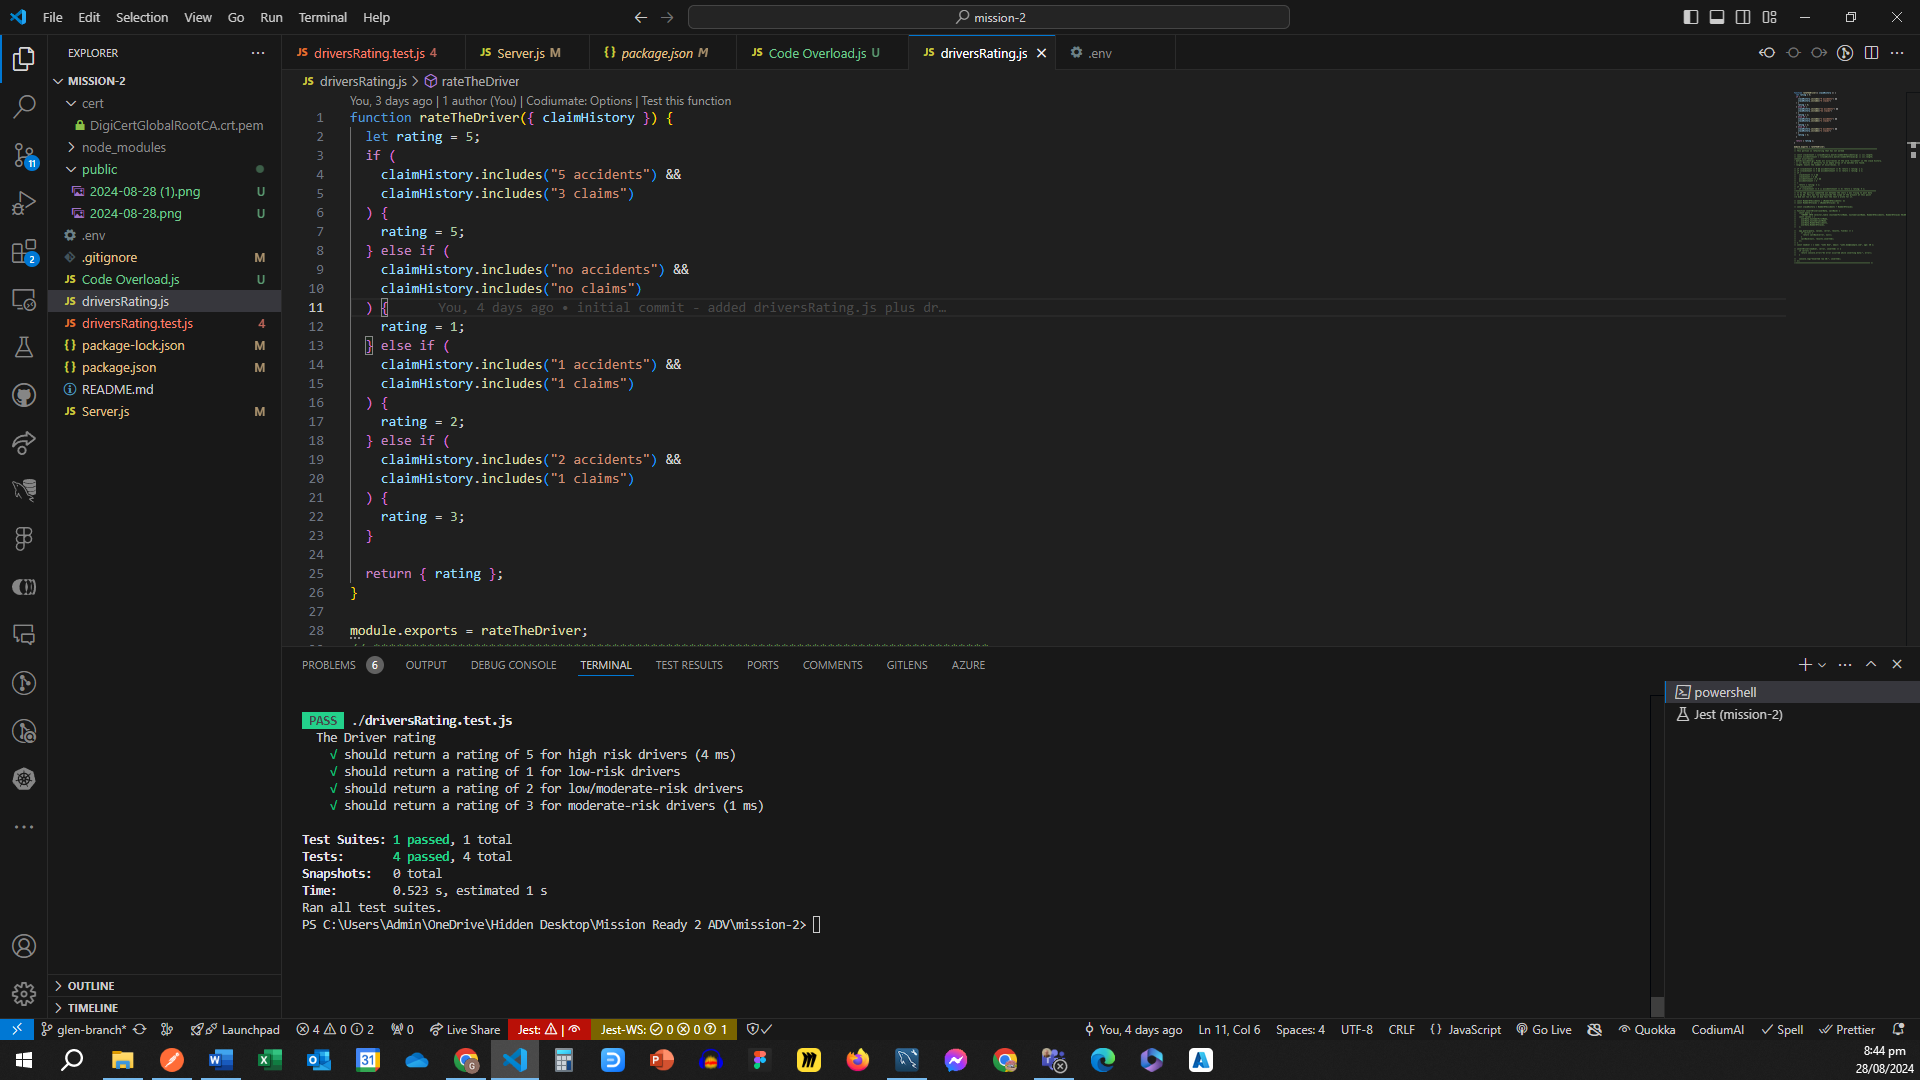 File Edit Selection View Go Run Terminal Help
mission-2
EXPLORER
MISSION-2
cert
DigiCertGlobalRootCA.crt.pem
node_modules
public
2024-08-28 (1).png U
2024-08-28.png U
.env
.gitignore M
JS Code Overload.js U
JS driversRating.js
JS driversRating.test.js 4
{} package-lock.json M
{} package.json M
README.md
JS Server.js M
OUTLINE
TIMELINE
JS driversRating.test.js 4 JS Server.js M {} package.json M JS Code Overload.js U JS driversRating.js .env
JS driversRating.js > rateTheDriver
You, 3 days ago | 1 author (You) | Codiumate: Options | Test this function
1 function rateTheDriver({ claimHistory }) {
2 let rating = 5;
3 if (
4 claimHistory.includes("5 accidents") &&
5 claimHistory.includes("3 claims")
6 ) {
7 rating = 5;
8 } else if (
9 claimHistory.includes("no accidents") &&
10 claimHistory.includes("no claims")
11 ) { You, 4 days ago • initial commit - added driversRating.js plus dr…
12 rating = 1;
13 } else if (
14 claimHistory.includes("1 accidents") &&
15 claimHistory.includes("1 claims")
16 ) {
17 rating = 2;
18 } else if (
19 claimHistory.includes("2 accidents") &&
20 claimHistory.includes("1 claims")
21 ) {
22 rating = 3;
23 }
24
25 return { rating };
26 }
27
28 module.exports = rateTheDriver;
PROBLEMS 6 OUTPUT DEBUG CONSOLE TERMINAL TEST RESULTS PORTS COMMENTS GITLENS AZURE
powershell
Jest (mission-2)
PASS ./driversRating.test.js
The Driver rating
√ should return a rating of 5 for high risk drivers (4 ms)
√ should return a rating of 1 for low-risk drivers
√ should return a rating of 2 for low/moderate-risk drivers
√ should return a rating of 3 for moderate-risk drivers (1 ms)
Test Suites: 1 passed, 1 total
Tests: 4 passed, 4 total
Snapshots: 0 total
Time: 0.523 s, estimated 1 s
Ran all test suites.
PS C:\Users\Admin\OneDrive\Hidden Desktop\Mission Ready 2 ADV\mission-2>
11
2
glen-branch* Launchpad 4 0 2 0 Live Share Jest: | Jest-WS: 0 0 1 You, 4 days ago Ln 11, Col 6 Spaces: 4 UTF-8 CRLF {} JavaScript Go Live Quokka CodiumAI Spell Prettier
8:44 pm
28/08/2024